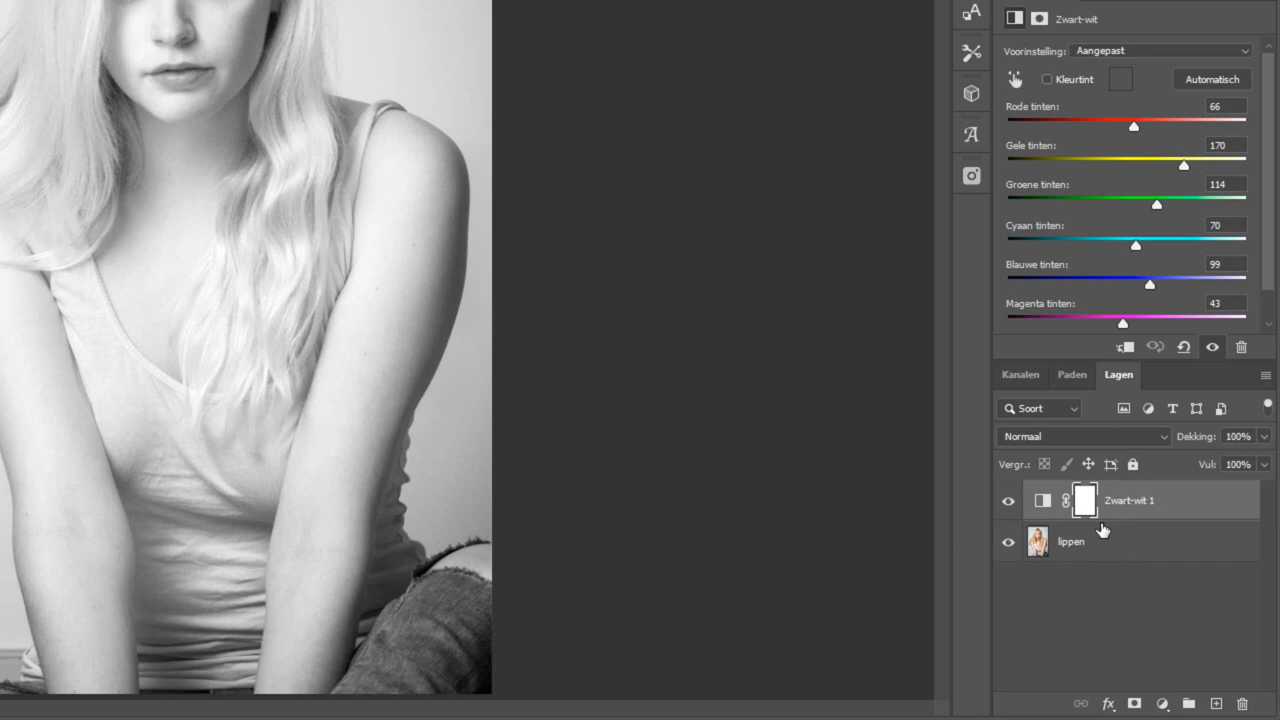 Zwart-wit
Voorinstelling: Aangepast
Kleurtint Automatisch
Rode tinten: 66
Gele tinten: 170
Groene tinten: 114
Cyaan tinten: 70
Blauwe tinten: 99
Magenta tinten: 43
Kanalen Paden Lagen
Soort
Normaal Dekking: 100%
Vergr.: Vul: 100%
Zwart-wit 1
lippen